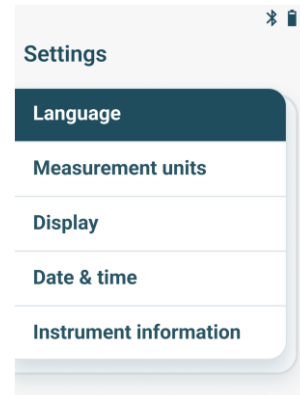 Settings
Language
Measurement units
Display
Date & time
Instrument information